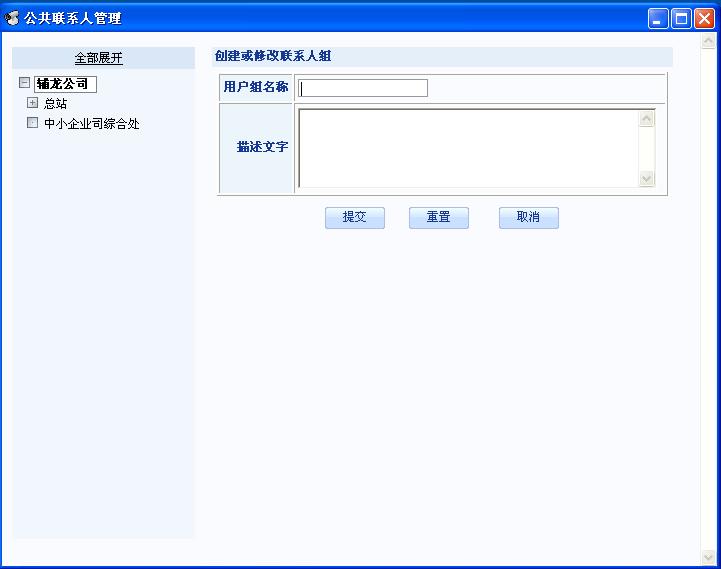 公共联系人管理
全部展开
辅龙公司
总站
中小企业司综合处
创建或修改联系人组
用户组名称
描述文字
提交 重置 取消